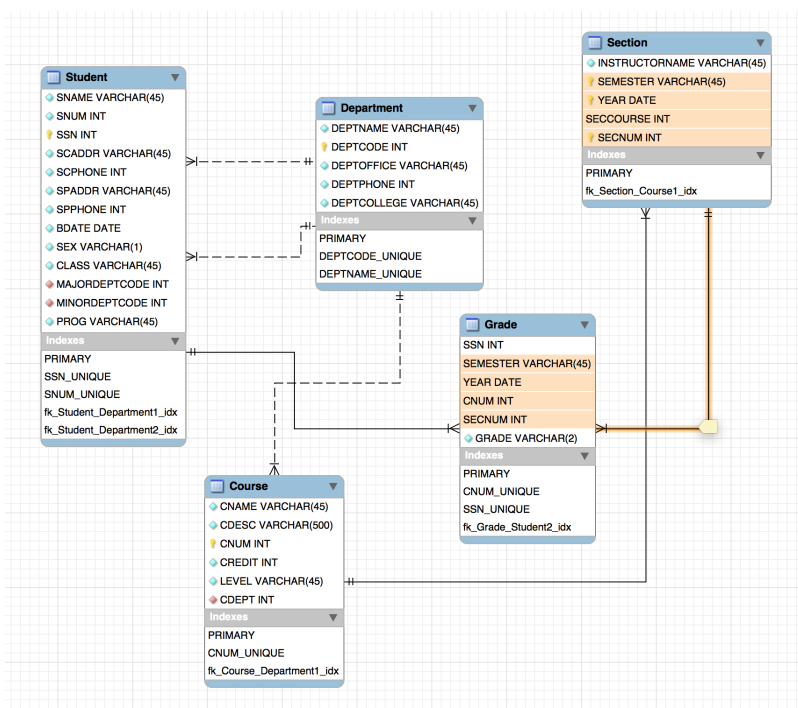 Student
SNAME VARCHAR(45)
SNUM INT
SSN INT
SCADDR VARCHAR(45)
SCPHONE INT
SPADDR VARCHAR(45)
SPPHONE INT
BDATE DATE
SEX VARCHAR(1)
CLASS VARCHAR(45)
MAJORDEPTCODE INT
MINORDEPTCODE INT
PROG VARCHAR(45)
Indexes
PRIMARY
SSN_UNIQUE
SNUM_UNIQUE
fk_Student_Department1_idx
fk_Student_Department2_idx
Department
DEPTNAME VARCHAR(45)
DEPTCODE INT
DEPTOFFICE VARCHAR(45)
DEPTPHONE INT
DEPTCOLLEGE VARCHAR(45)
Indexes
PRIMARY
DEPTCODE_UNIQUE
DEPTNAME_UNIQUE
Section
INSTRUCTORNAME VARCHAR(45)
SEMESTER VARCHAR(45)
YEAR DATE
SECCOURSE INT
SECNUM INT
Indexes
PRIMARY
fk_Section_Course1_idx
Grade
SSN INT
SEMESTER VARCHAR(45)
YEAR DATE
CNUM INT
SECNUM INT
GRADE VARCHAR(2)
Indexes
PRIMARY
CNUM_UNIQUE
SSN_UNIQUE
fk_Grade_Student2_idx
Course
CNAME VARCHAR(45)
CDESC VARCHAR(500)
CNUM INT
CREDIT INT
LEVEL VARCHAR(45)
CDEPT INT
Indexes
PRIMARY
CNUM_UNIQUE
fk_Course_Department1_idx